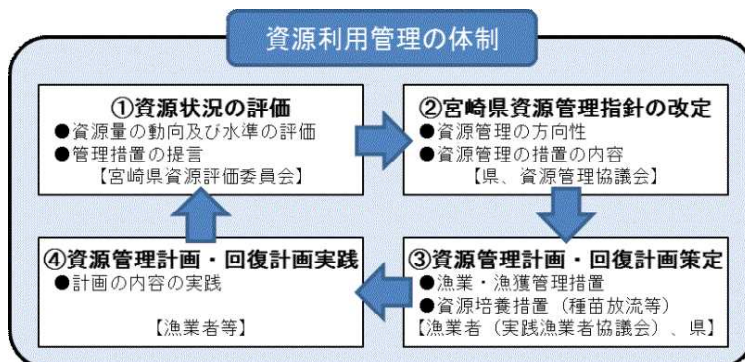 資源利用管理の体制
①資源状況の評価
●資源量の動向及び水準の評価
●管理措置の提言
【宮崎県資源評価委員会】
②宮崎県資源管理指針の改定
●資源管理の方向性
●資源管理の措置の内容
【県、資源管理協議会】
③資源管理計画・回復計画策定
●漁業・漁獲管理措置
●資源培養措置（種苗放流等）
【漁業者（実践漁業者協議会）、県】
④資源管理計画・回復計画実践
●計画の内容の実践
【漁業者等】